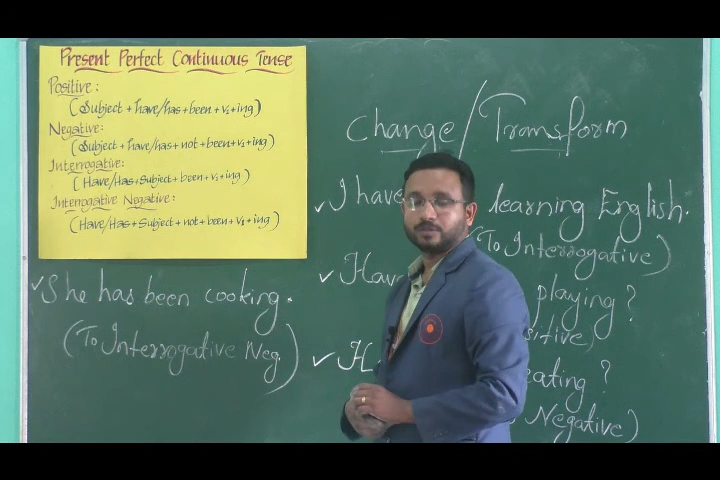 Present Perfect Continuous Tense
Positive :
(Subject + have/has + been + v₁ + ing)
Negative:
(Subject + have/has + not + been + v₁ + ing)
Interrogative:
(Have/Has + Subject + been + v₁ + ing)
Interrogative Negative:
(Have/Has + Subject + not + been + v₁ + ing)
She has been cooking.
(To Interrogative Neg.)
Change/Transform
I have learning English.
(To Interrogative)
playing ?
eating ?
Negative)